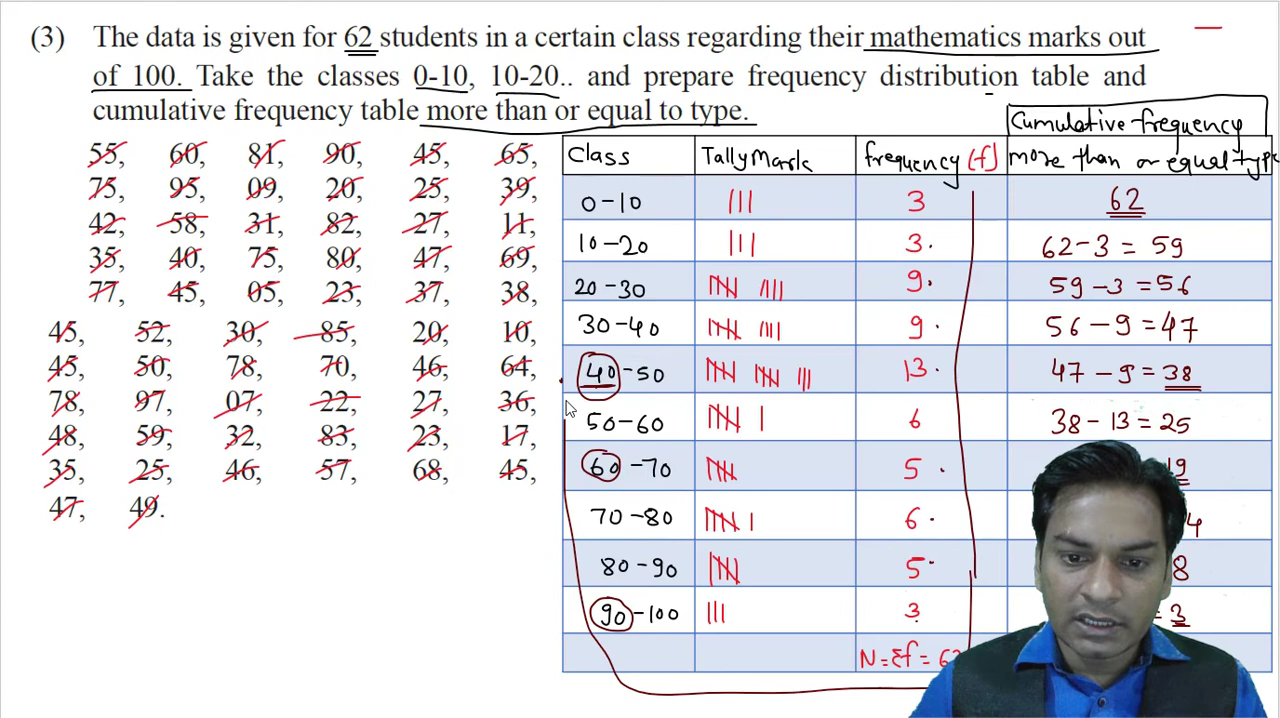 (3) The data is given for 62 students in a certain class regarding their mathematics marks out
of 100. Take the classes 0-10, 10-20.. and prepare frequency distribution table and
cumulative frequency table more than or equal to type.
55, 60, 81, 90, 45, 65,
75, 95, 09, 20, 25, 39,
42, 58, 31, 82, 27, 11,
35, 40, 75, 80, 47, 69,
77, 45, 05, 23, 37, 38,
45, 52, 30, 85, 20, 10,
45, 50, 78, 70, 46, 64,
78, 97, 07, 22, 27, 36,
48, 59, 32, 83, 23, 17,
35, 25, 46, 57, 68, 45,
47, 49.
Cumulative frequency
Class Tally Mark frequency (f) more than or equal type
0-10 3 62
10-20 3 62-3 = 59
20-30 9 59-3 = 56
30-40 9 56-9 = 47
40-50 13 47-9 = 38
50-60 6 38-13 = 25
60-70 5 19
70-80 6 4
80-90 5 8
90-100 3 = 3
N = Σf = 6